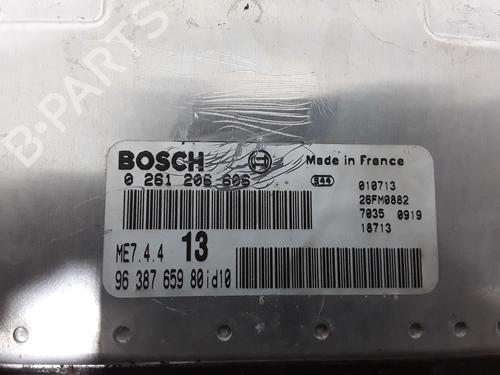 B-PARTS
BOSCH Made in France
0 261 206 606
S44 010713
26FM0882
7035 0919
18713
ME7.4.4 13
96 387 659 80id10